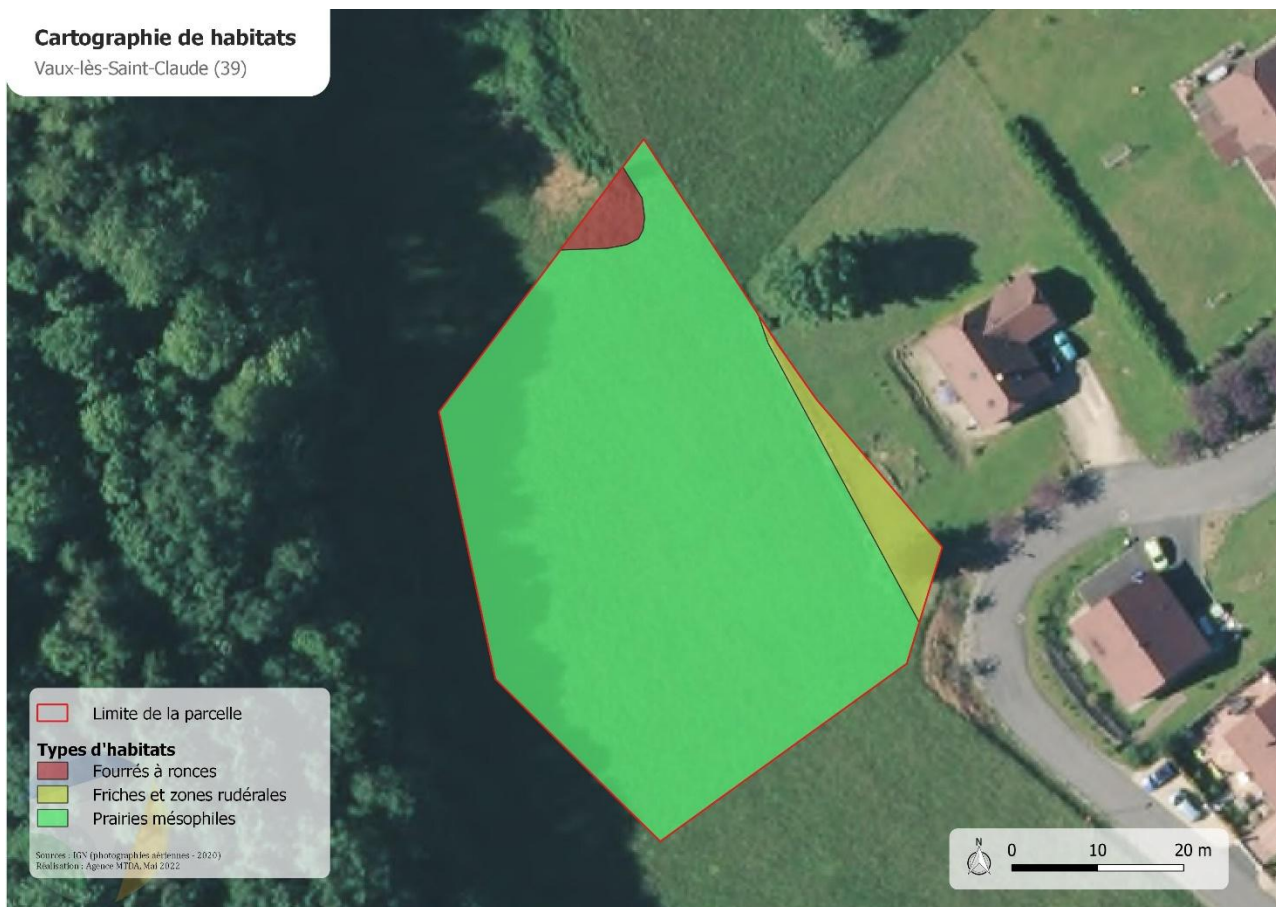 Cartographie de habitats
Vaux-lès-Saint-Claude (39)
Limite de la parcelle
Types d'habitats
Fourrés à ronces
Friches et zones rudérales
Prairies mésophiles
Sources : IGN (photographies aériennes - 2020)
Réalisation : Agence MTDA, Mai 2022
N
0 10 20 m